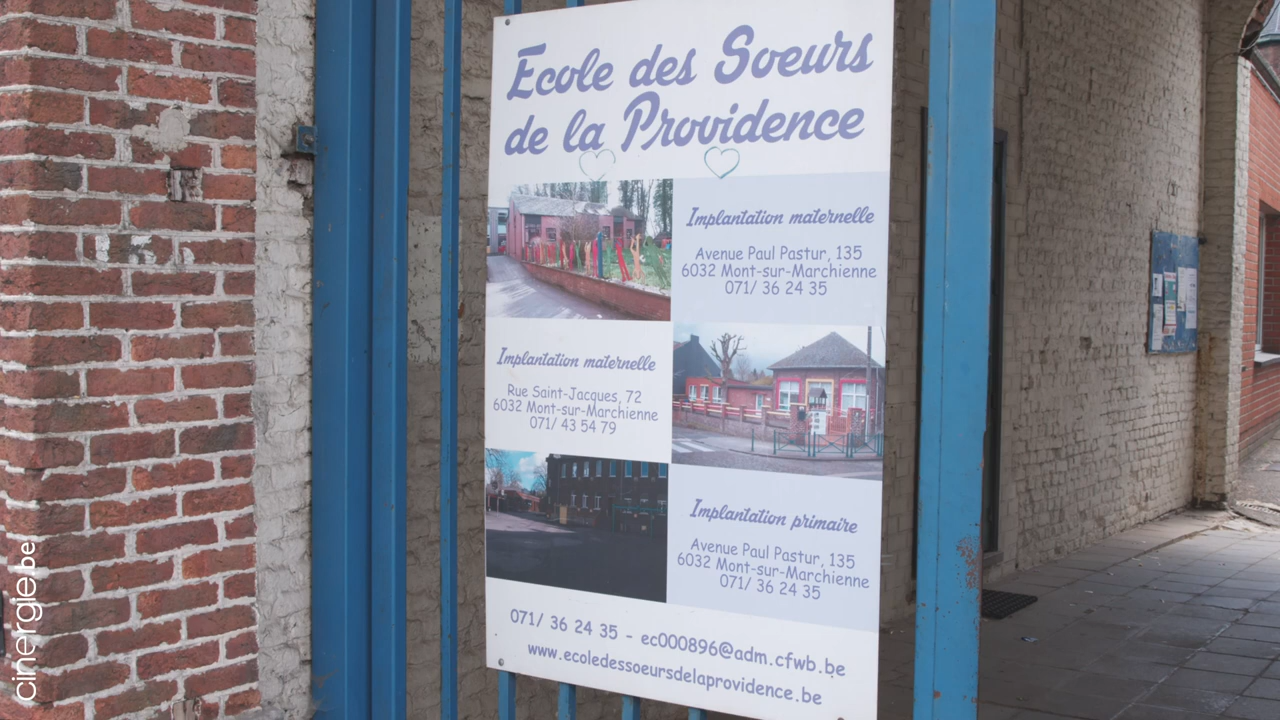 Ecole des Soeurs
de la Providence
Implantation maternelle
Avenue Paul Pastur, 135
6032 Mont-sur-Marchienne
071/ 36 24 35
Implantation maternelle
Rue Saint-Jacques, 72
6032 Mont-sur-Marchienne
071/ 43 54 79
Implantation primaire
Avenue Paul Pastur, 135
6032 Mont-sur-Marchienne
071/ 36 24 35
071/ 36 24 35 - ec000896@adm.cfwb.be
www.ecoledessoeursdelaprovidence.be
cinergie.be